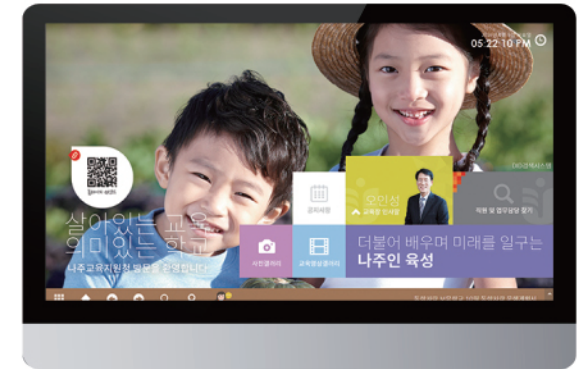 05:22:10 PM
살아있는 교육
의미있는 학교
나주교육지원청 방문을 환영합니다
공지사항
오인성
교육장 인사말
직원 및 업무담당 찾기
사진갤러리
교육영상갤러리
더불어 배우며 미래를 일구는
나주인 육성